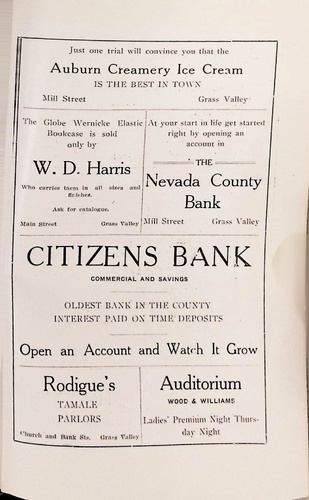 Just one trial will convince you that the
Auburn Creamery Ice Cream
IS THE BEST IN TOWN
Mill Street Grass Valley
The Globe Wernicke Elastic
Bookcase is sold
only by
W. D. Harris
Who carries tnem in all sizes and
finishes.
Ask for catalogue.
Main Street Grass Valley
At your start in life get started
right by opening an
account in
THE
Nevada County
Bank
Mill Street Grass Valley
CITIZENS BANK
COMMERCIAL AND SAVINGS
OLDEST BANK IN THE COUNTY
INTEREST PAID ON TIME DEPOSITS
Open an Account and Watch It Grow
Rodigue's
TAMALE
PARLORS
Church and Bank Sts. Grass Valley
Auditorium
WOOD & WILLIAMS
Ladies' Premium Night Thurs-
day Night